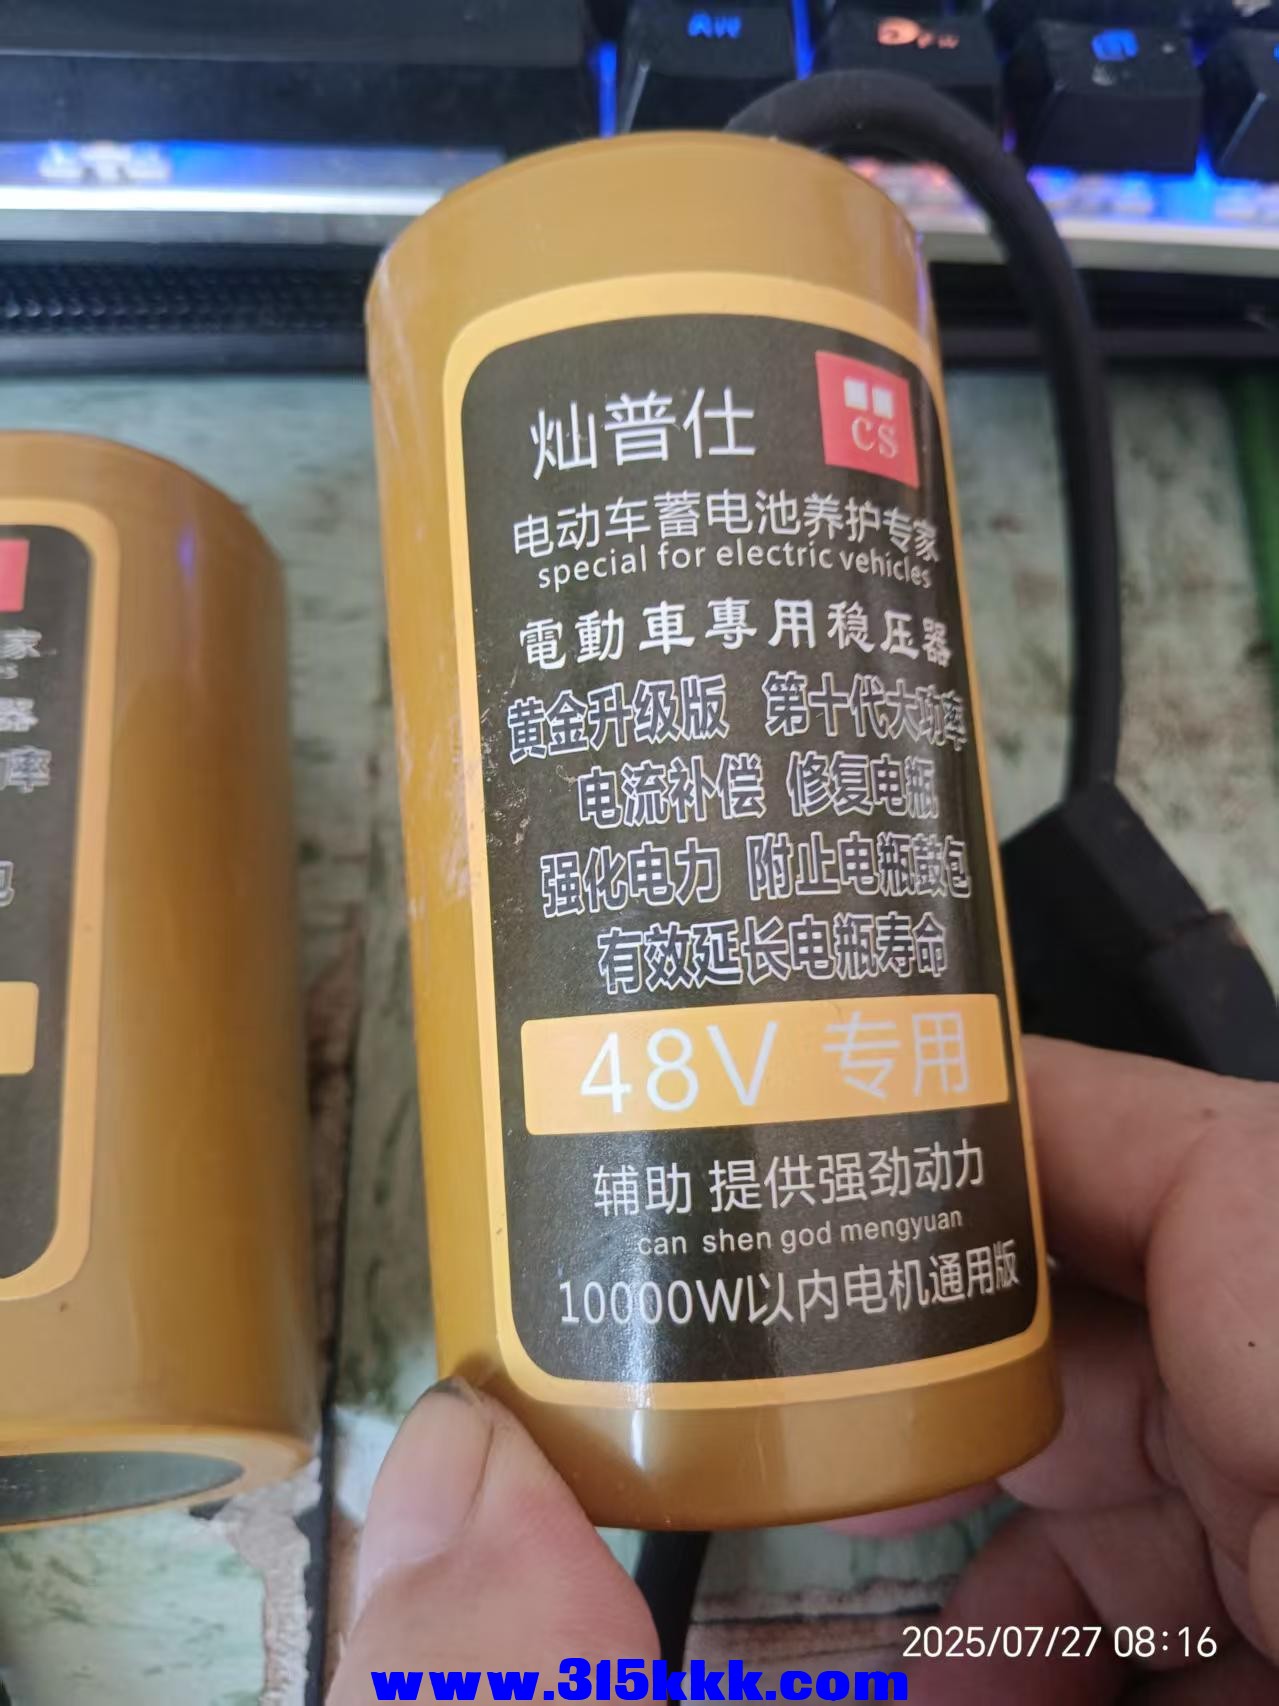 灿普仕
CS
电动车蓄电池养护专家
special for electric vehicles
電動車專用稳压器
黄金升级版 第十代大功率
电流补偿 修复电瓶
强化电力 附止电瓶鼓包
有效延长电瓶寿命
48V 专用
辅助 提供强劲动力
can shen god mengyuan
10000W以内电机通用版
家
器
功率
包
2025/07/27 08:16
www.315kkk.com